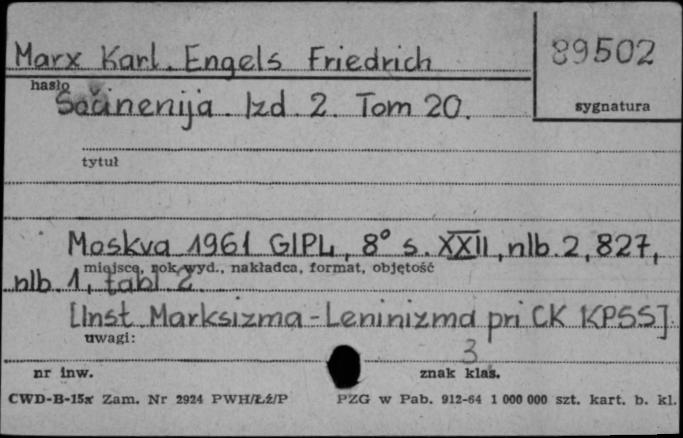 Marx Karl. Engels Friedrich
89502
hasło
Sočinenija. Izd. 2. Tom 20.
sygnatura
tytuł
Moskva 1961 GIPL, 8° s. XXII, nlb. 2, 827,
miejsce, rok wyd., nakładca, format, objętość
nlb. 1, tabl 2.
[Inst. Marksizma-Leninizma pri CK KPSS]
uwagi:
3
nr inw.
znak klas.
CWD-B-15x Zam. Nr 2924 PWH/Łź/P
PZG w Pab. 912-64 1 000 000 szt. kart. b. kl.